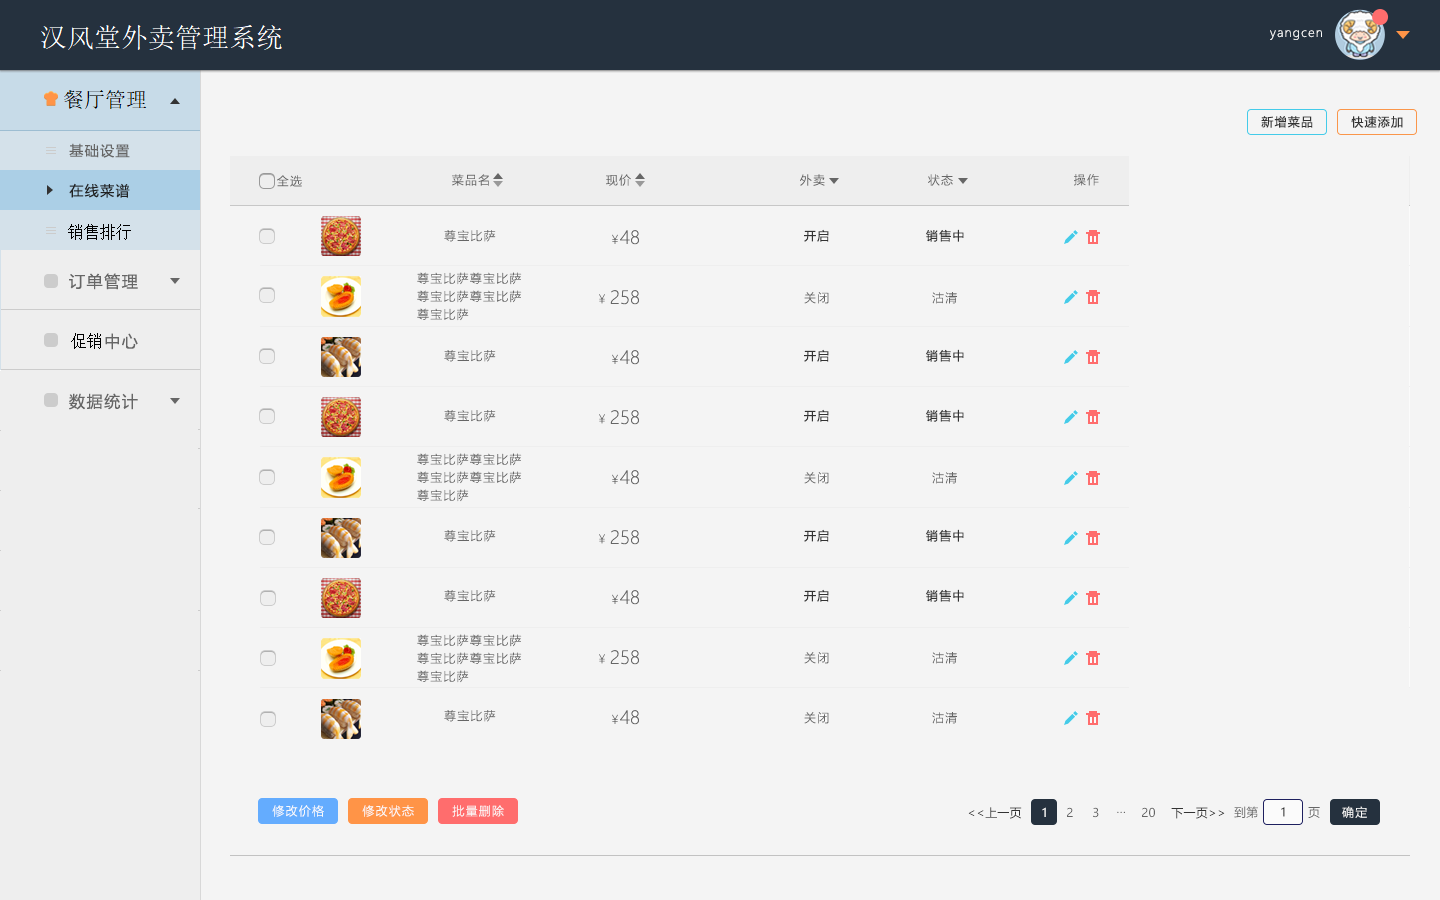 汉风堂外卖管理系统
yangcen
餐厅管理
基础设置
在线菜谱
销售排行
订单管理
促销中心
数据统计
新增菜品 快速添加
全选 菜品名 现价 外卖 状态 操作
尊宝比萨 ¥48 开启 销售中
尊宝比萨尊宝比萨
尊宝比萨尊宝比萨
尊宝比萨
¥ 258 关闭 沽清
尊宝比萨 ¥48 开启 销售中
尊宝比萨 ¥ 258 开启 销售中
尊宝比萨尊宝比萨
尊宝比萨尊宝比萨
尊宝比萨
¥48 关闭 沽清
尊宝比萨 ¥ 258 开启 销售中
尊宝比萨 ¥48 开启 销售中
尊宝比萨尊宝比萨
尊宝比萨尊宝比萨
尊宝比萨
¥ 258 关闭 沽清
尊宝比萨 ¥48 关闭 沽清
修改价格 修改状态 批量删除
<<上一页 1 2 3 ··· 20 下一页>> 到第 1 页 确定